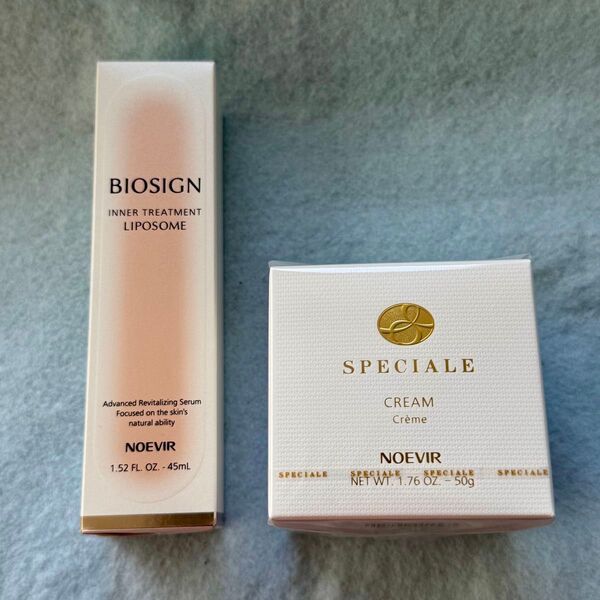 BIOSIGN
INNER TREATMENT
LIPOSOME
Advanced Revitalizing Serum
Focused on the skin's
natural ability
NOEVIR
1.52 FL. OZ. - 45mL
SPECIALE
CREAM
Crème
NOEVIR
SPECIALE SPECIALE SPECIALE SPECIALE
NET WT. 1.76 OZ. - 50g